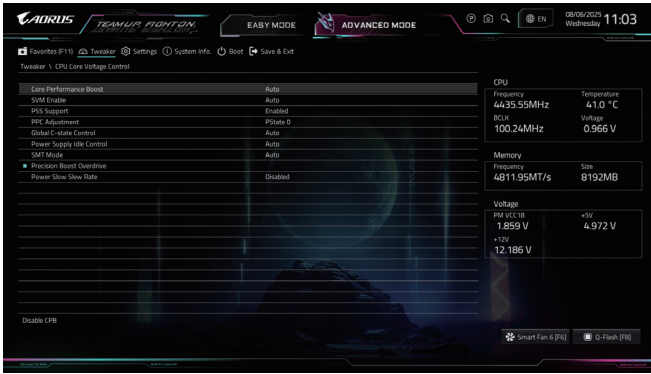 AORUS
TEAM UP. FIGHT ON.
EASY MODE
ADVANCED MODE
EN
08/06/2025
Wednesday
11:03
Favorites (F11)
Tweaker
Settings
System Info.
Boot
Save & Exit
Tweaker \ CPU Core Voltage Control
Core Performance Boost Auto
SVM Enable Auto
PSS Support Enabled
PPC Adjustment PState 0
Global C-state Control Auto
Power Supply Idle Control Auto
SMT Mode Auto
Precision Boost Overdrive
Power Slow Slew Rate Disabled
Disable CPB
CPU
Frequency Temperature
4435.55MHz 41.0 °C
BCLK Voltage
100.24MHz 0.966 V
Memory
Frequency Size
4811.95MT/s 8192MB
Voltage
PM VCC18 +5V
1.859 V 4.972 V
+12V
12.186 V
Smart Fan 6 [F6]
Q-Flash [F8]